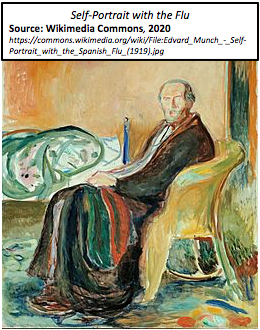 Self-Portrait with the Flu
Source: Wikimedia Commons, 2020
https://commons.wikimedia.org/wiki/File:Edvard_Munch_-_Self-
Portrait_with_the_Spanish_Flu_(1919).jpg